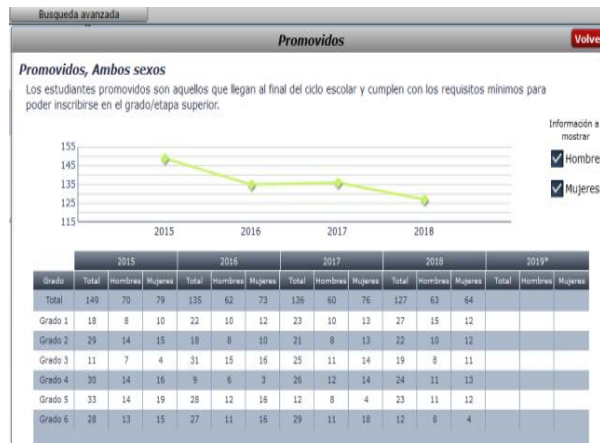 Busqueda avanzada
Promovidos
Volve
Promovidos, Ambos sexos
Los estudiantes promovidos son aquellos que llegan al final del ciclo escolar y cumplen con los requisitos mínimos para
poder inscribirse en el grado/etapa superior.
Información a
mostrar
Hombre
Mujeres
155
145
135
125
115
2015 2016 2017 2018
2015 2016 2017 2018 2019*
Grado Total Hombres Mujeres Total Hombres Mujeres Total Hombres Mujeres Total Hombres Mujeres Total Hombres Mujeres
Total 149 70 79 135 62 73 136 60 76 127 63 64
Grado 1 18 8 10 22 10 12 23 10 13 27 15 12
Grado 2 29 14 15 18 8 10 21 8 13 22 10 12
Grado 3 11 7 4 31 15 16 25 11 14 19 8 11
Grado 4 30 14 16 9 6 3 26 12 14 24 11 13
Grado 5 33 14 19 28 12 16 12 8 4 23 11 12
Grado 6 28 13 15 27 11 16 29 11 18 12 8 4